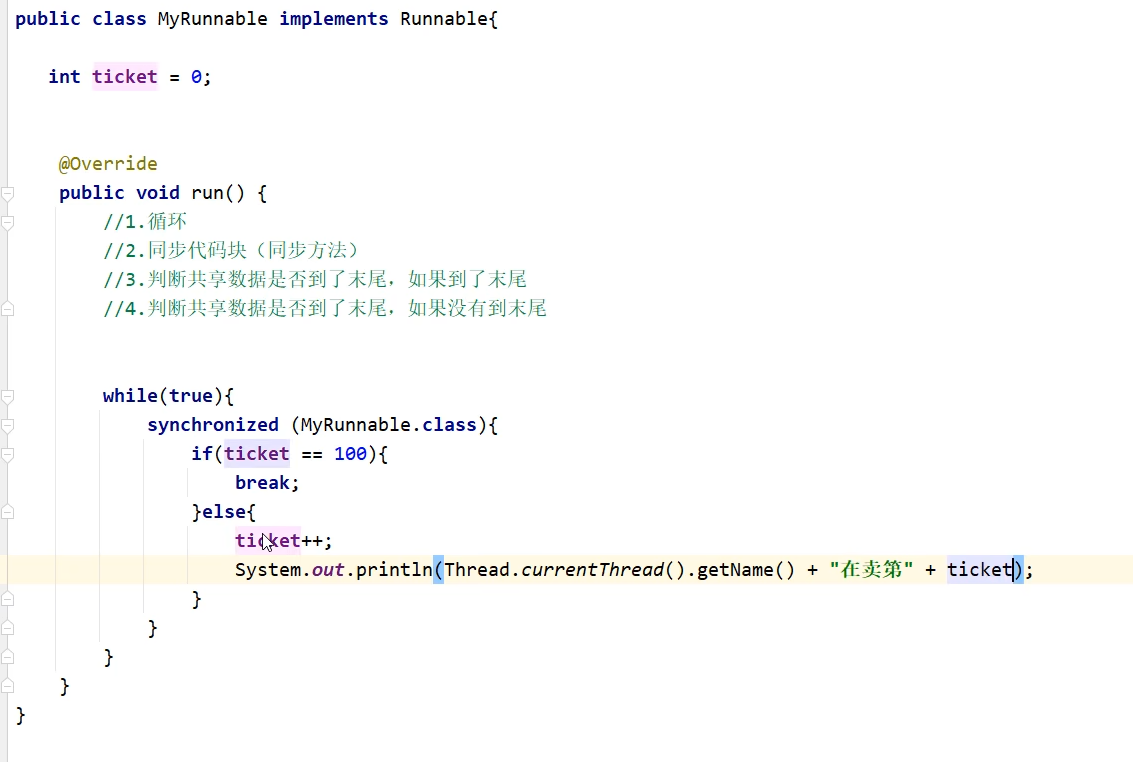 public class MyRunnable implements Runnable{
int ticket = 0;
@Override
public void run() {
//1.循环
//2.同步代码块（同步方法）
//3.判断共享数据是否到了末尾，如果到了末尾
//4.判断共享数据是否到了末尾，如果没有到末尾
while(true){
synchronized (MyRunnable.class){
if(ticket == 100){
break;
}else{
ticket++;
System.out.println(Thread.currentThread().getName() + "在卖第" + ticket);
}
}
}
}
}